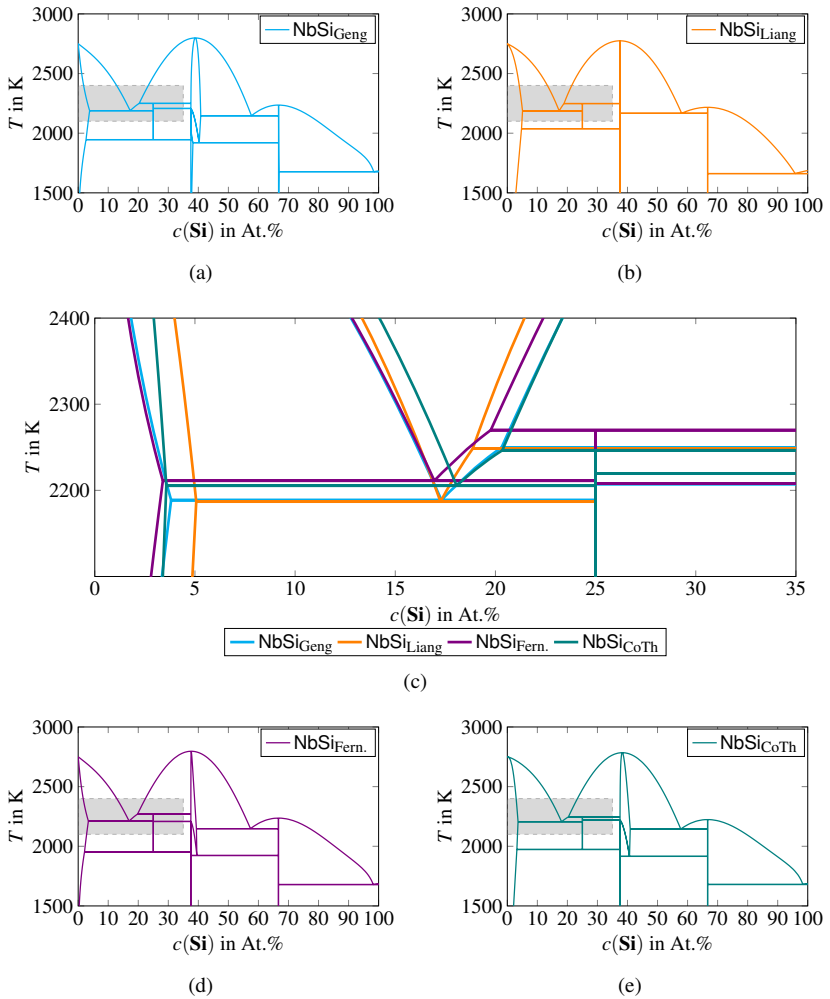 3000
2500
2000
1500
T in K
0 10 20 30 40 50 60 70 80 90 100
c(Si) in At.%
NbSiGeng
(a)
3000
2500
2000
1500
T in K
0 10 20 30 40 50 60 70 80 90 100
c(Si) in At.%
NbSiLiang
(b)
2400
2300
2200
T in K
0 5 10 15 20 25 30 35
c(Si) in At.%
NbSiGeng NbSiLiang NbSiFern. NbSiCoTh
(c)
3000
2500
2000
1500
T in K
0 10 20 30 40 50 60 70 80 90 100
c(Si) in At.%
NbSiFern.
(d)
3000
2500
2000
1500
T in K
0 10 20 30 40 50 60 70 80 90 100
c(Si) in At.%
NbSiCoTh
(e)